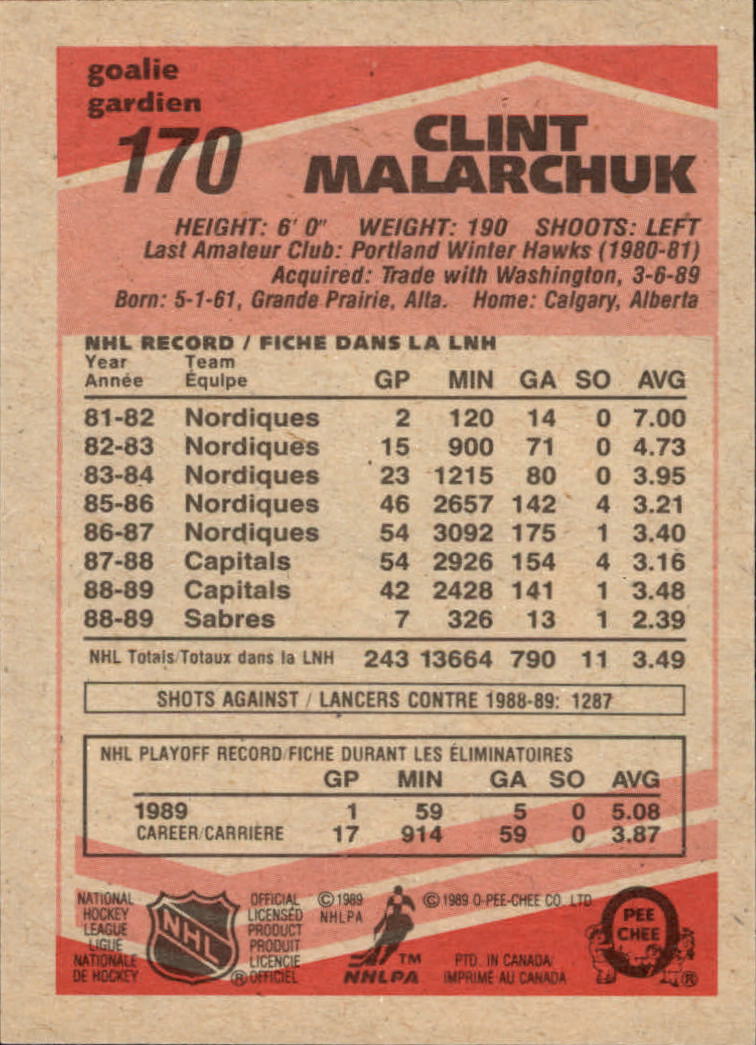 goalie
gardien
170
CLINT
MALARCHUK
HEIGHT: 6' 0" WEIGHT: 190 SHOOTS: LEFT
Last Amateur Club: Portland Winter Hawks (1980-81)
Acquired: Trade with Washington, 3-6-89
Born: 5-1-61, Grande Prairie, Alta. Home: Calgary, Alberta
NHL RECORD / FICHE DANS LA LNH
Year Team
Année Équipe GP MIN GA SO AVG
81-82 Nordiques 2 120 14 0 7.00
82-83 Nordiques 15 900 71 0 4.73
83-84 Nordiques 23 1215 80 0 3.95
85-86 Nordiques 46 2657 142 4 3.21
86-87 Nordiques 54 3092 175 1 3.40
87-88 Capitals 54 2926 154 4 3.16
88-89 Capitals 42 2428 141 1 3.48
88-89 Sabres 7 326 13 1 2.39
NHL Totals/Totaux dans la LNH 243 13664 790 11 3.49
SHOTS AGAINST / LANCERS CONTRE 1988-89: 1287
NHL PLAYOFF RECORD/FICHE DURANT LES ÉLIMINATOIRES
GP MIN GA SO AVG
1989 1 59 5 0 5.08
CAREER/CARRIÈRE 17 914 59 0 3.87
NATIONAL
HOCKEY
LEAGUE
LIGUE
NATIONALE
DE HOCKEY
NHL
®
OFFICIAL
LICENSED
PRODUCT
PRODUIT
LICENCIE
OFFICIEL
© 1989
NHLPA
TM
NHLPA
© 1989 O-PEE-CHEE CO. LTD
PTD. IN CANADA
IMPRIMÉ AU CANADA
O
PEE
CHEE
®